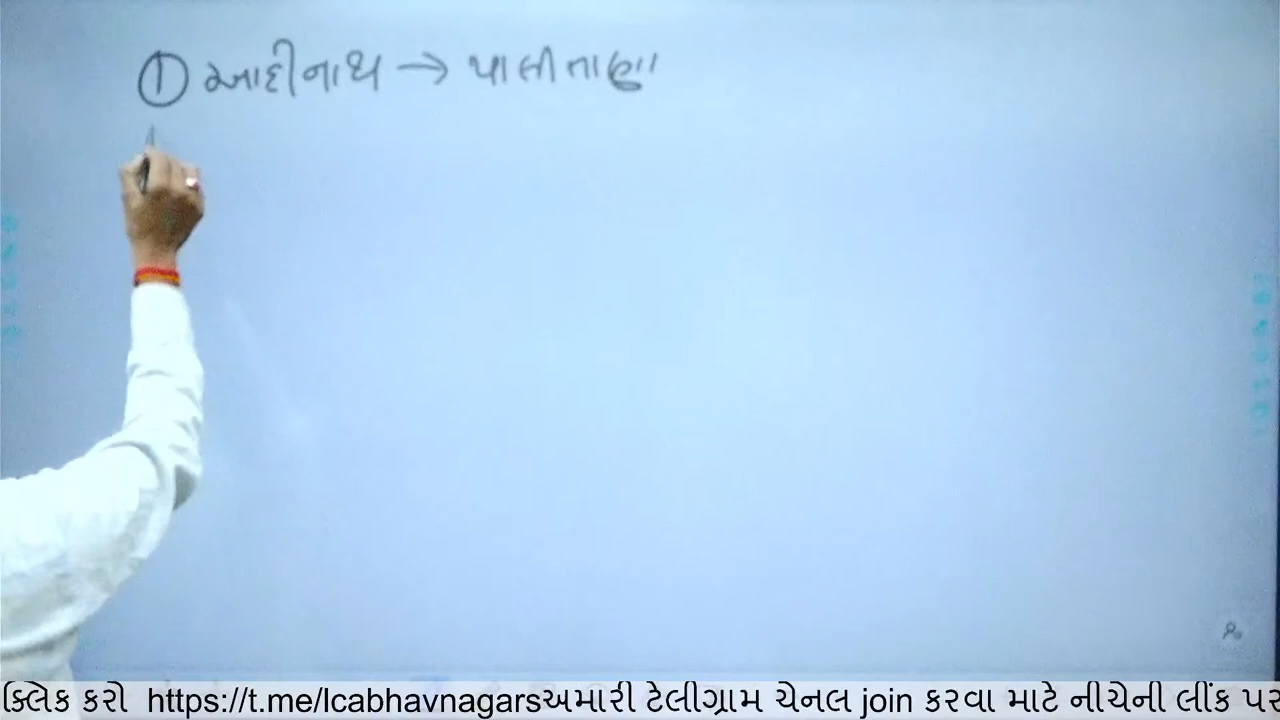 ① આદીનાથ → પાલીતાણા
ક્લિક કરો https://t.me/lcabhavnagarsઅમારી ટેલીગ્રામ ચેનલ join કરવા માટે નીચેની લીંક પર